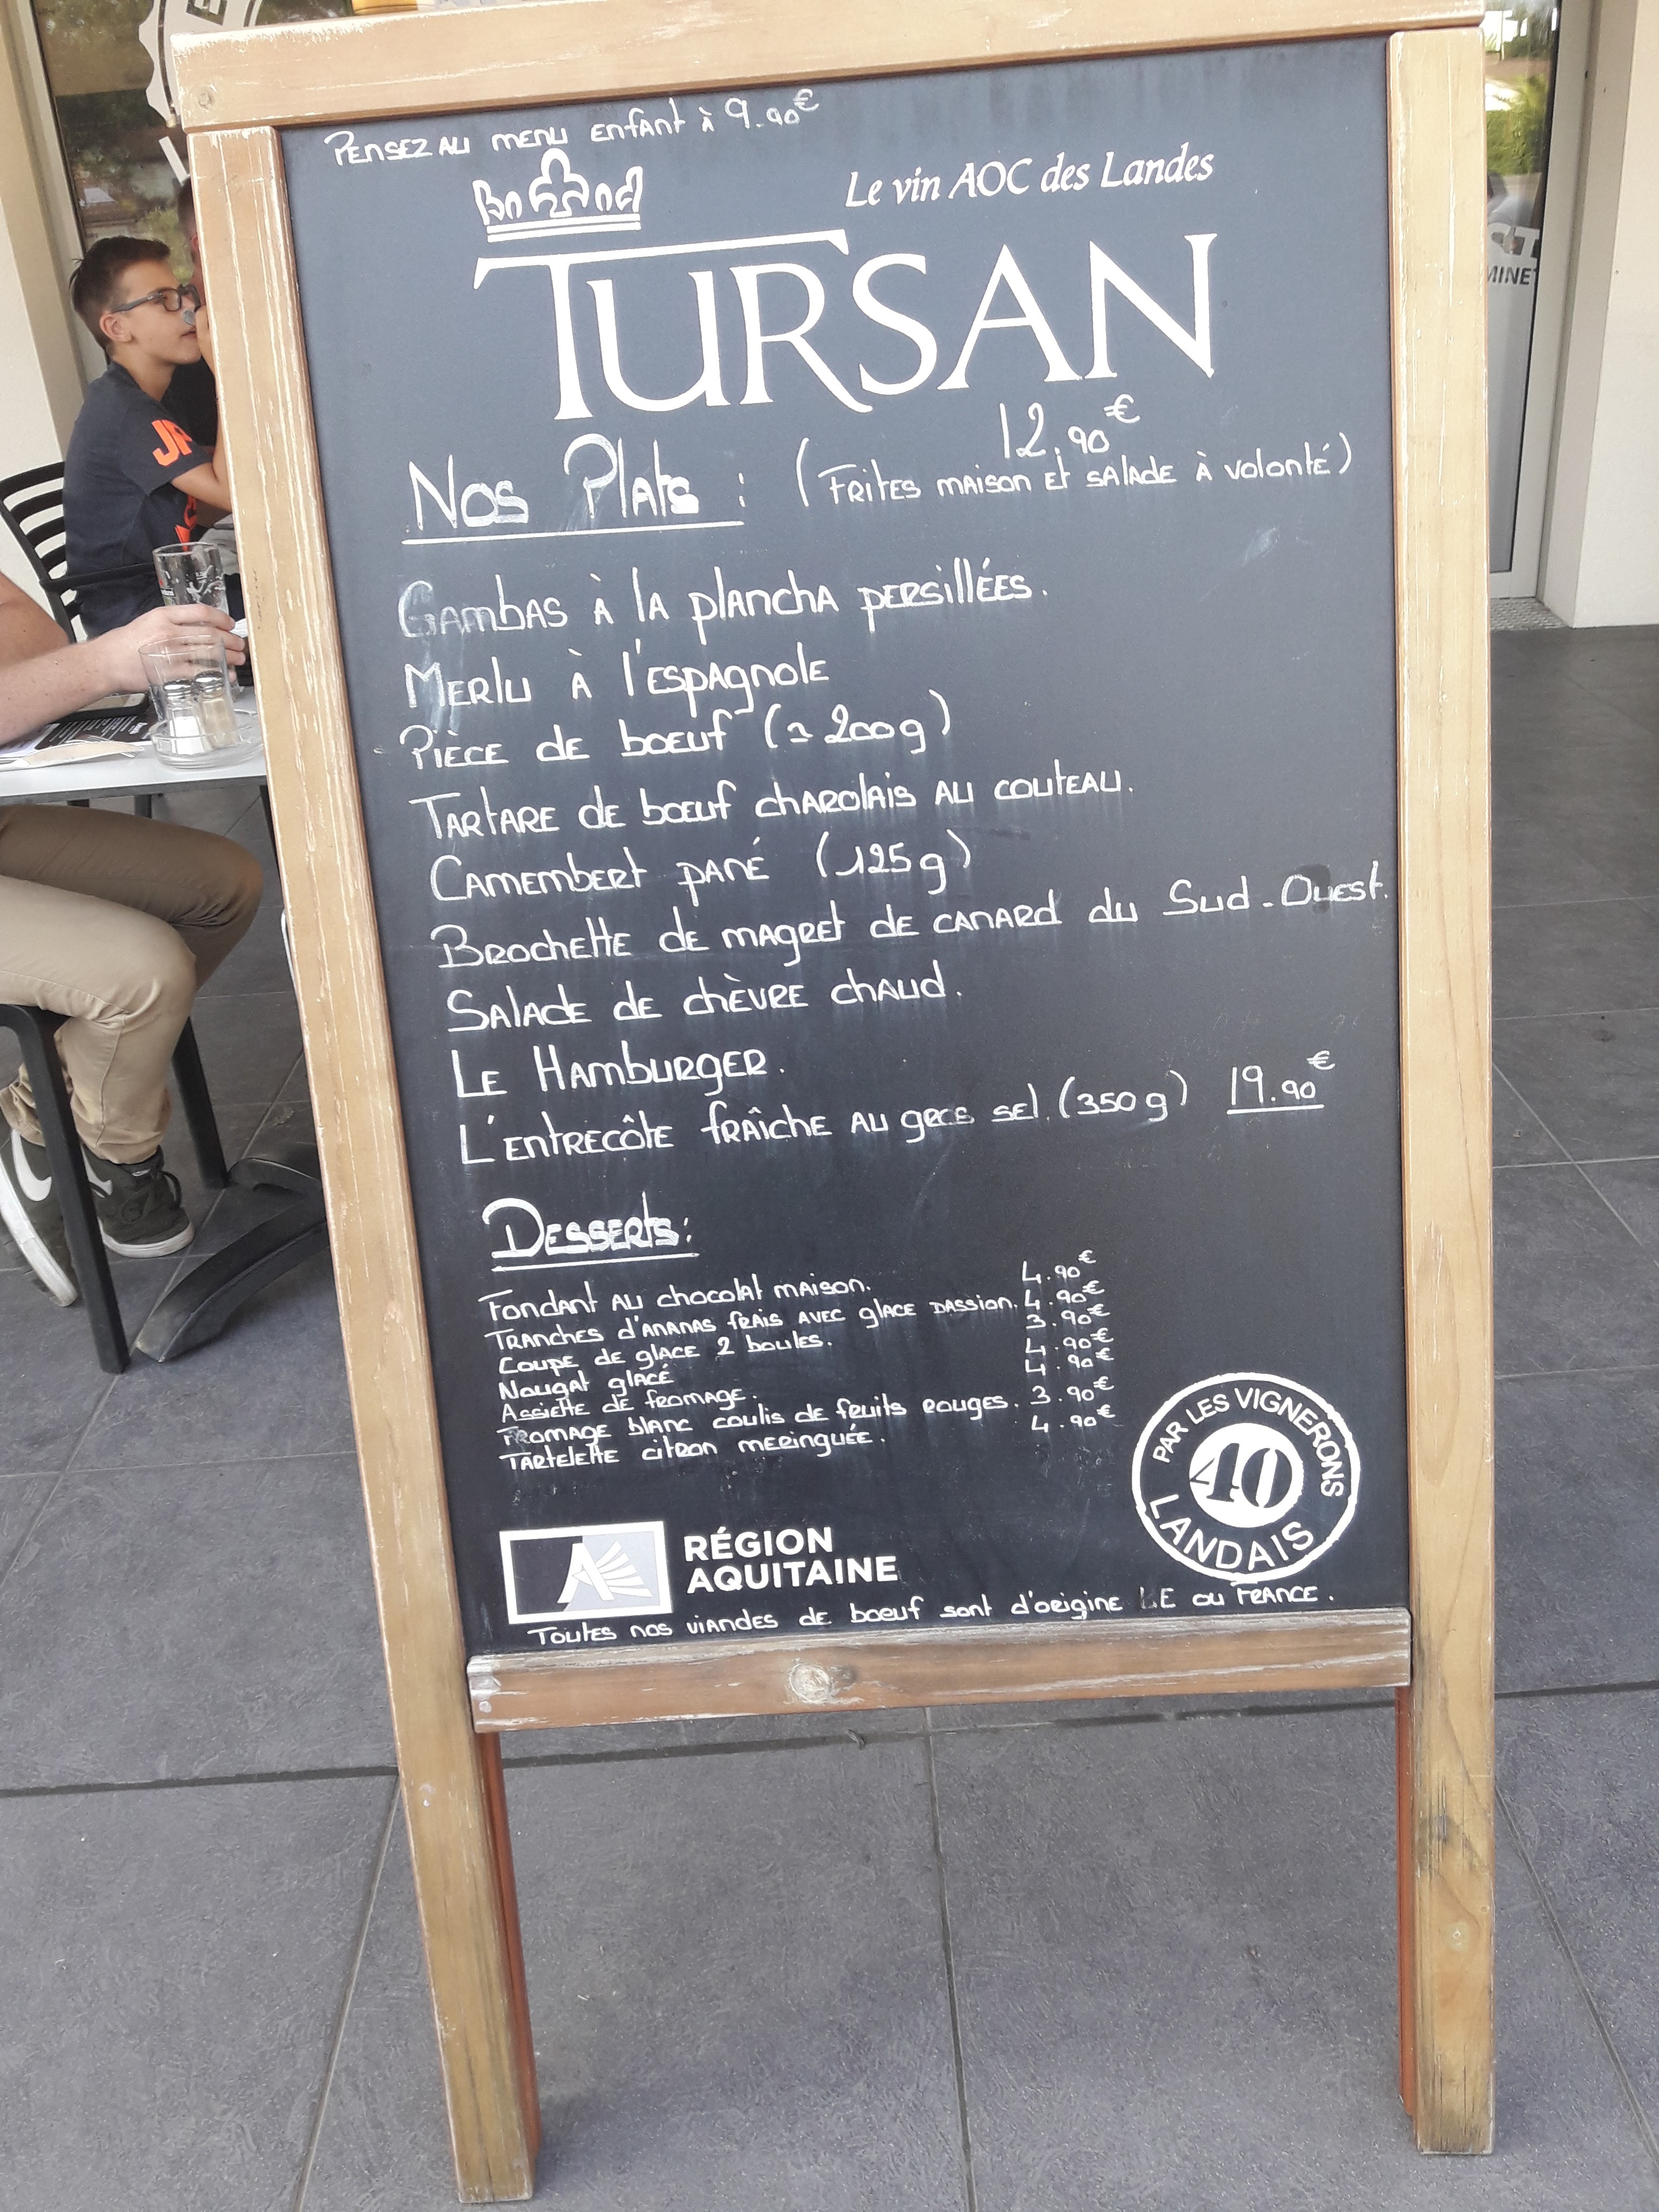 Pensez au menu enfant à 9.90€
Le vin AOC des Landes
TURSAN
12.90€
Nos Plats : (Frites maison et salade à volonté)
Gambas à la plancha persillées.
Merlu à l'espagnole
Pièce de boeuf (≃ 200g)
Tartare de bœuf charolais au couteau.
Camembert pané (125g)
Brochette de magret de canard du Sud-Ouest.
Salade de chèvre chaud.
Le Hamburger.
L'entrecôte fraîche au gros sel (350g) 19.90€
Desserts:
Fondant au chocolat maison. 4.90€
Tranches d'ananas frais avec glace passion. 4.90€
Coupe de glace 2 boules. 3.90€
Nougat glacé 4.90€
Assiette de fromage. 4.90€
Fromage blanc coulis de fruits rouges. 3.90€
Tartelette citron meringuée. 4.90€
PAR LES VIGNERONS
40
LANDAIS
RÉGION
AQUITAINE
Toutes nos viandes de bœuf sont d'origine ou France.